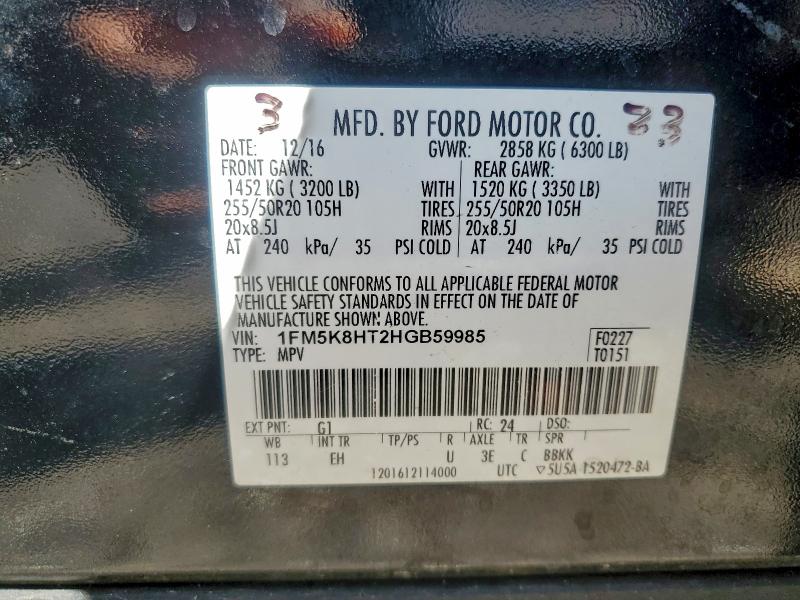 3 MFD. BY FORD MOTOR CO. 33
DATE: 12/16 GVWR: 2858 KG ( 6300 LB)
FRONT GAWR: REAR GAWR:
1452 KG ( 3200 LB) WITH 1520 KG ( 3350 LB) WITH
255/50R20 105H TIRES 255/50R20 105H TIRES
20x8.5J RIMS 20x8.5J RIMS
AT 240 kPa/ 35 PSI COLD AT 240 kPa/ 35 PSI COLD
THIS VEHICLE CONFORMS TO ALL APPLICABLE FEDERAL MOTOR
VEHICLE SAFETY STANDARDS IN EFFECT ON THE DATE OF
MANUFACTURE SHOWN ABOVE.
VIN: 1FM5K8HT2HGB59985 F0227
TYPE: MPV T0151
EXT PNT: G1 RC: 24 DSO:
WB INT TR TP/PS R AXLE TR SPR
113 EH U 3E C BBKK
1201612114000 UTC ▽5U5A 1520472-BA